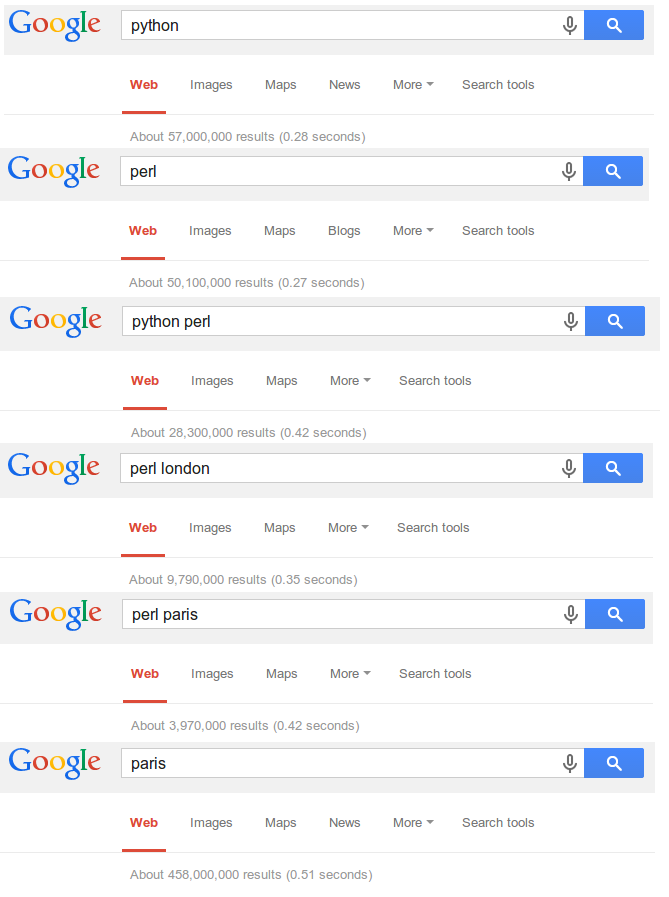 Google python
Web Images Maps News More Search tools
About 57,000,000 results (0.28 seconds)
Google perl
Web Images Maps Blogs More Search tools
About 50,100,000 results (0.27 seconds)
Google python perl
Web Images Maps More Search tools
About 28,300,000 results (0.42 seconds)
Google perl london
Web Images Maps More Search tools
About 9,790,000 results (0.35 seconds)
Google perl paris
Web Images Maps More Search tools
About 3,970,000 results (0.42 seconds)
Google paris
Web Images Maps News More Search tools
About 458,000,000 results (0.51 seconds)